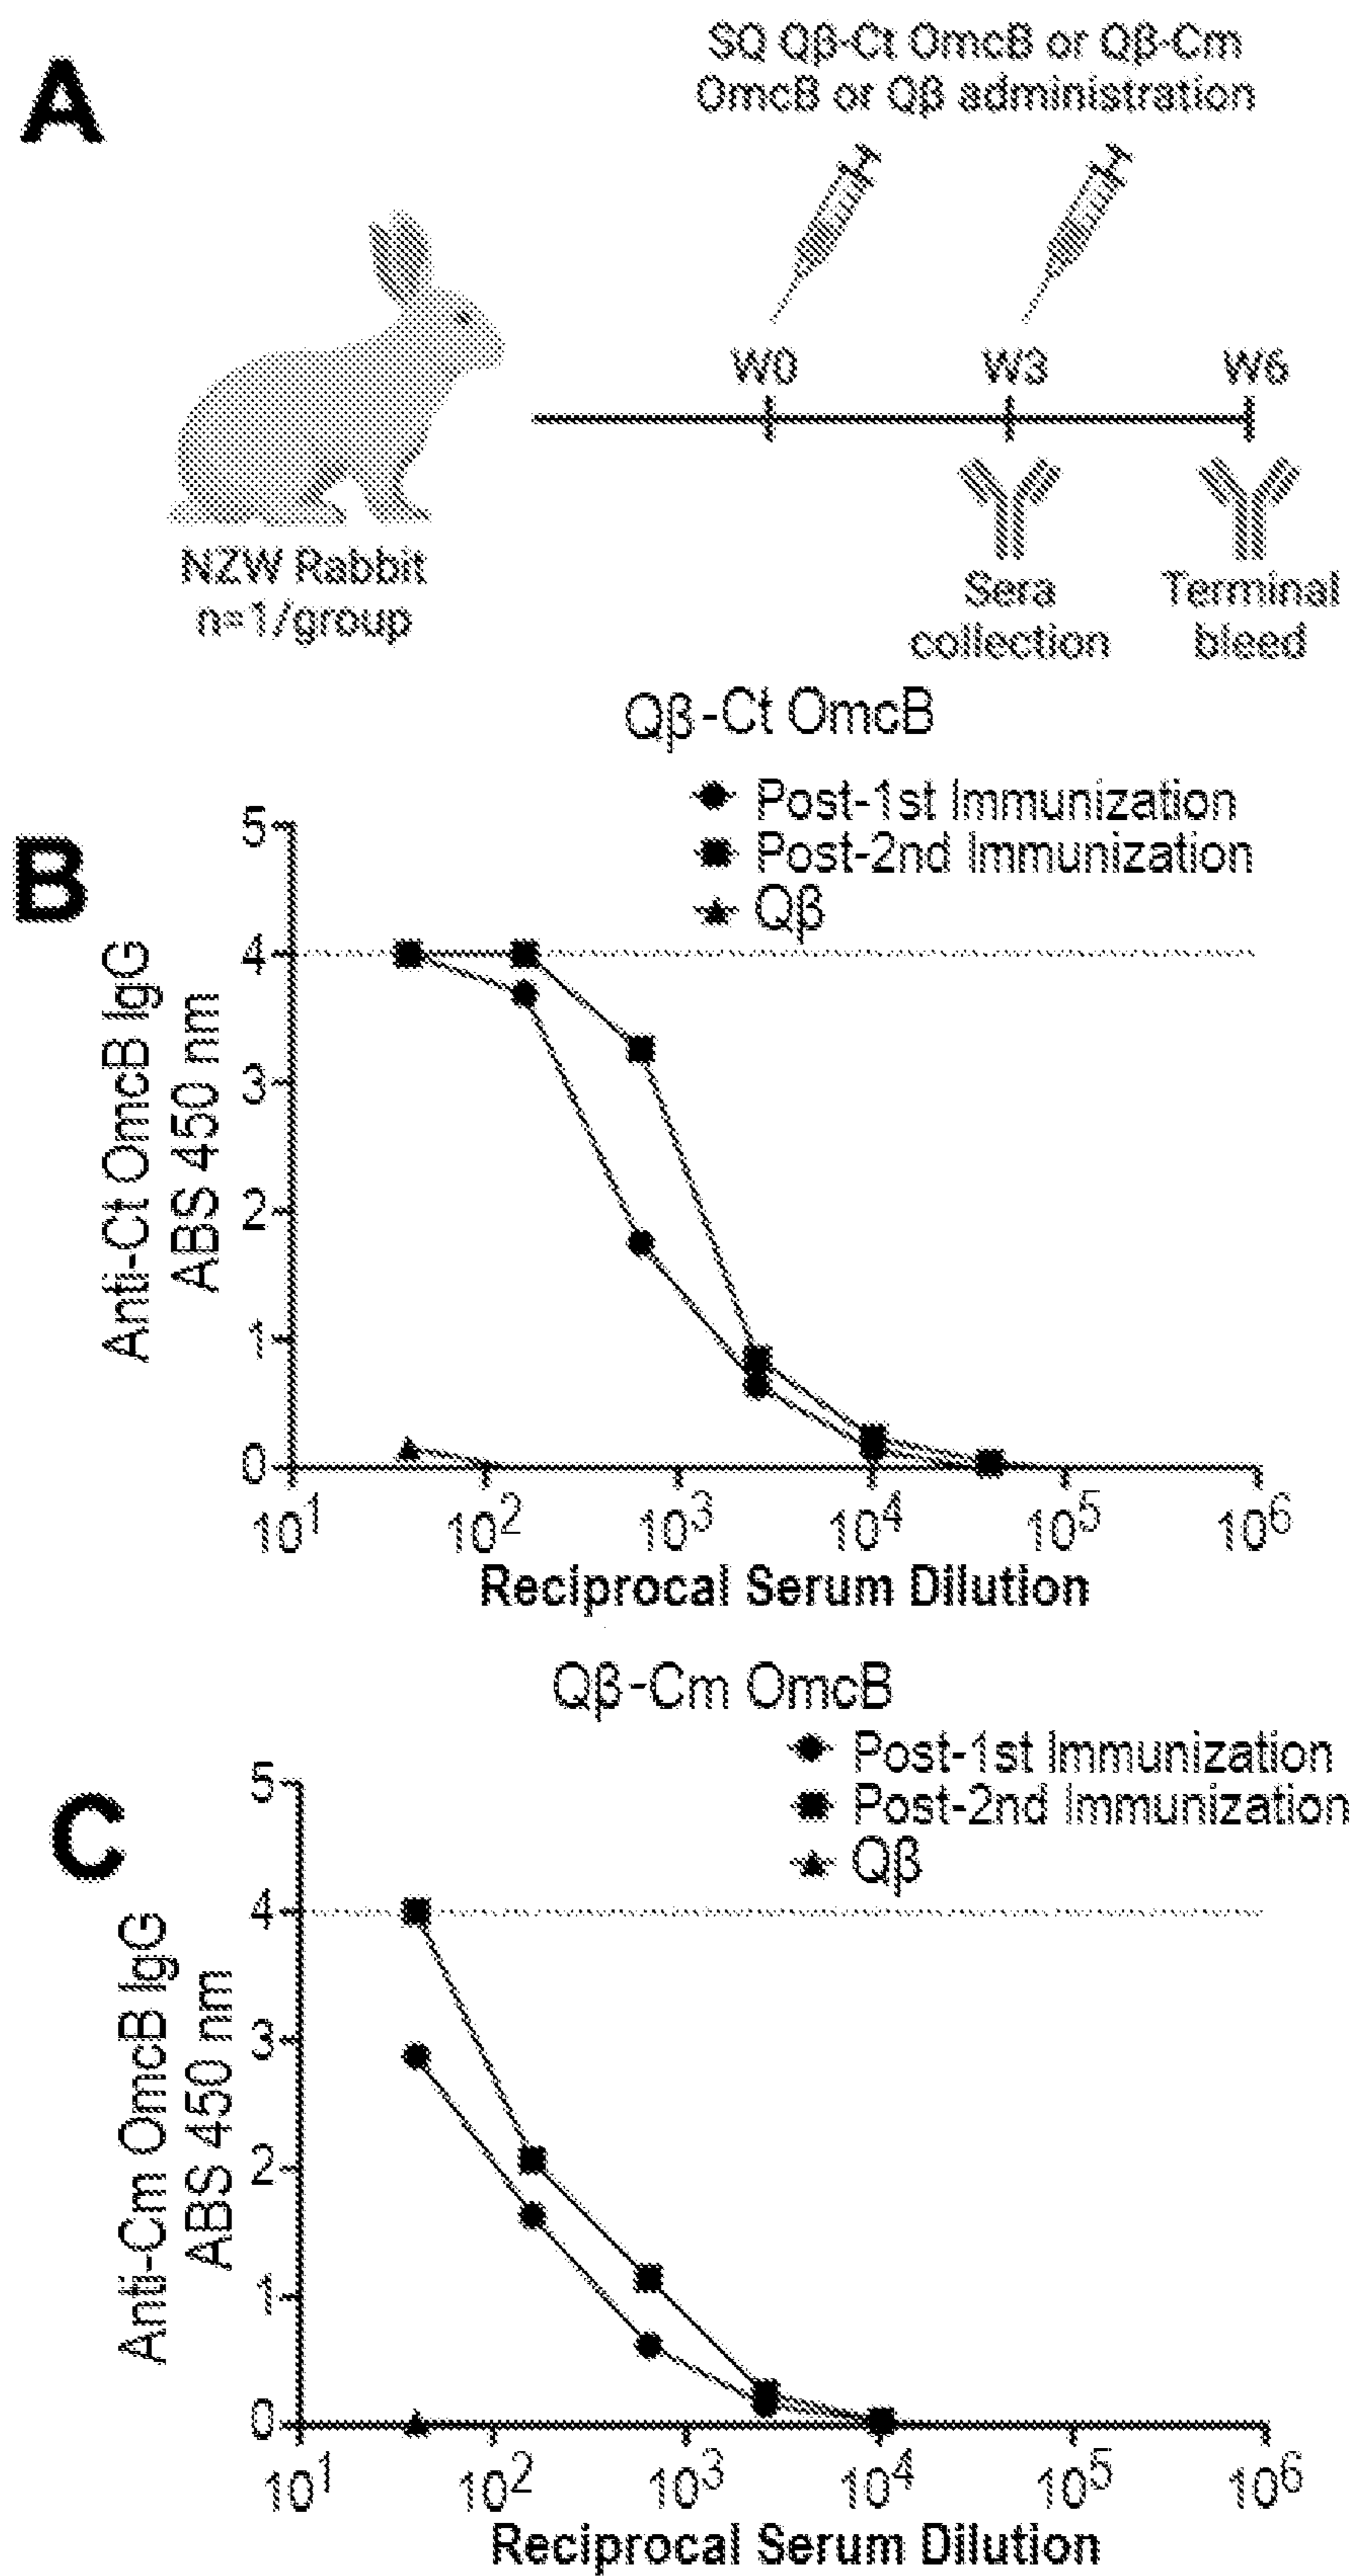 A
SQ Qβ-Ct OmcB or Qβ-Cm
OmcB or Qβ administration
W0
W3
W6
NZW Rabbit
n=1/group
Sera
collection
Terminal
bleed
B
Qβ-Ct OmcB
Post-1st Immunization
Post-2nd Immunization
Qβ
Anti-Ct OmcB IgG
ABS 450 nm
5
4
3
2
1
0
10¹
10²
10³
10⁴
10⁵
10⁶
Reciprocal Serum Dilution
C
Qβ-Cm OmcB
Post-1st Immunization
Post-2nd Immunization
Qβ
Anti-Cm OmcB IgG
ABS 450 nm
5
4
3
2
1
0
10¹
10²
10³
10⁴
10⁵
10⁶
Reciprocal Serum Dilution